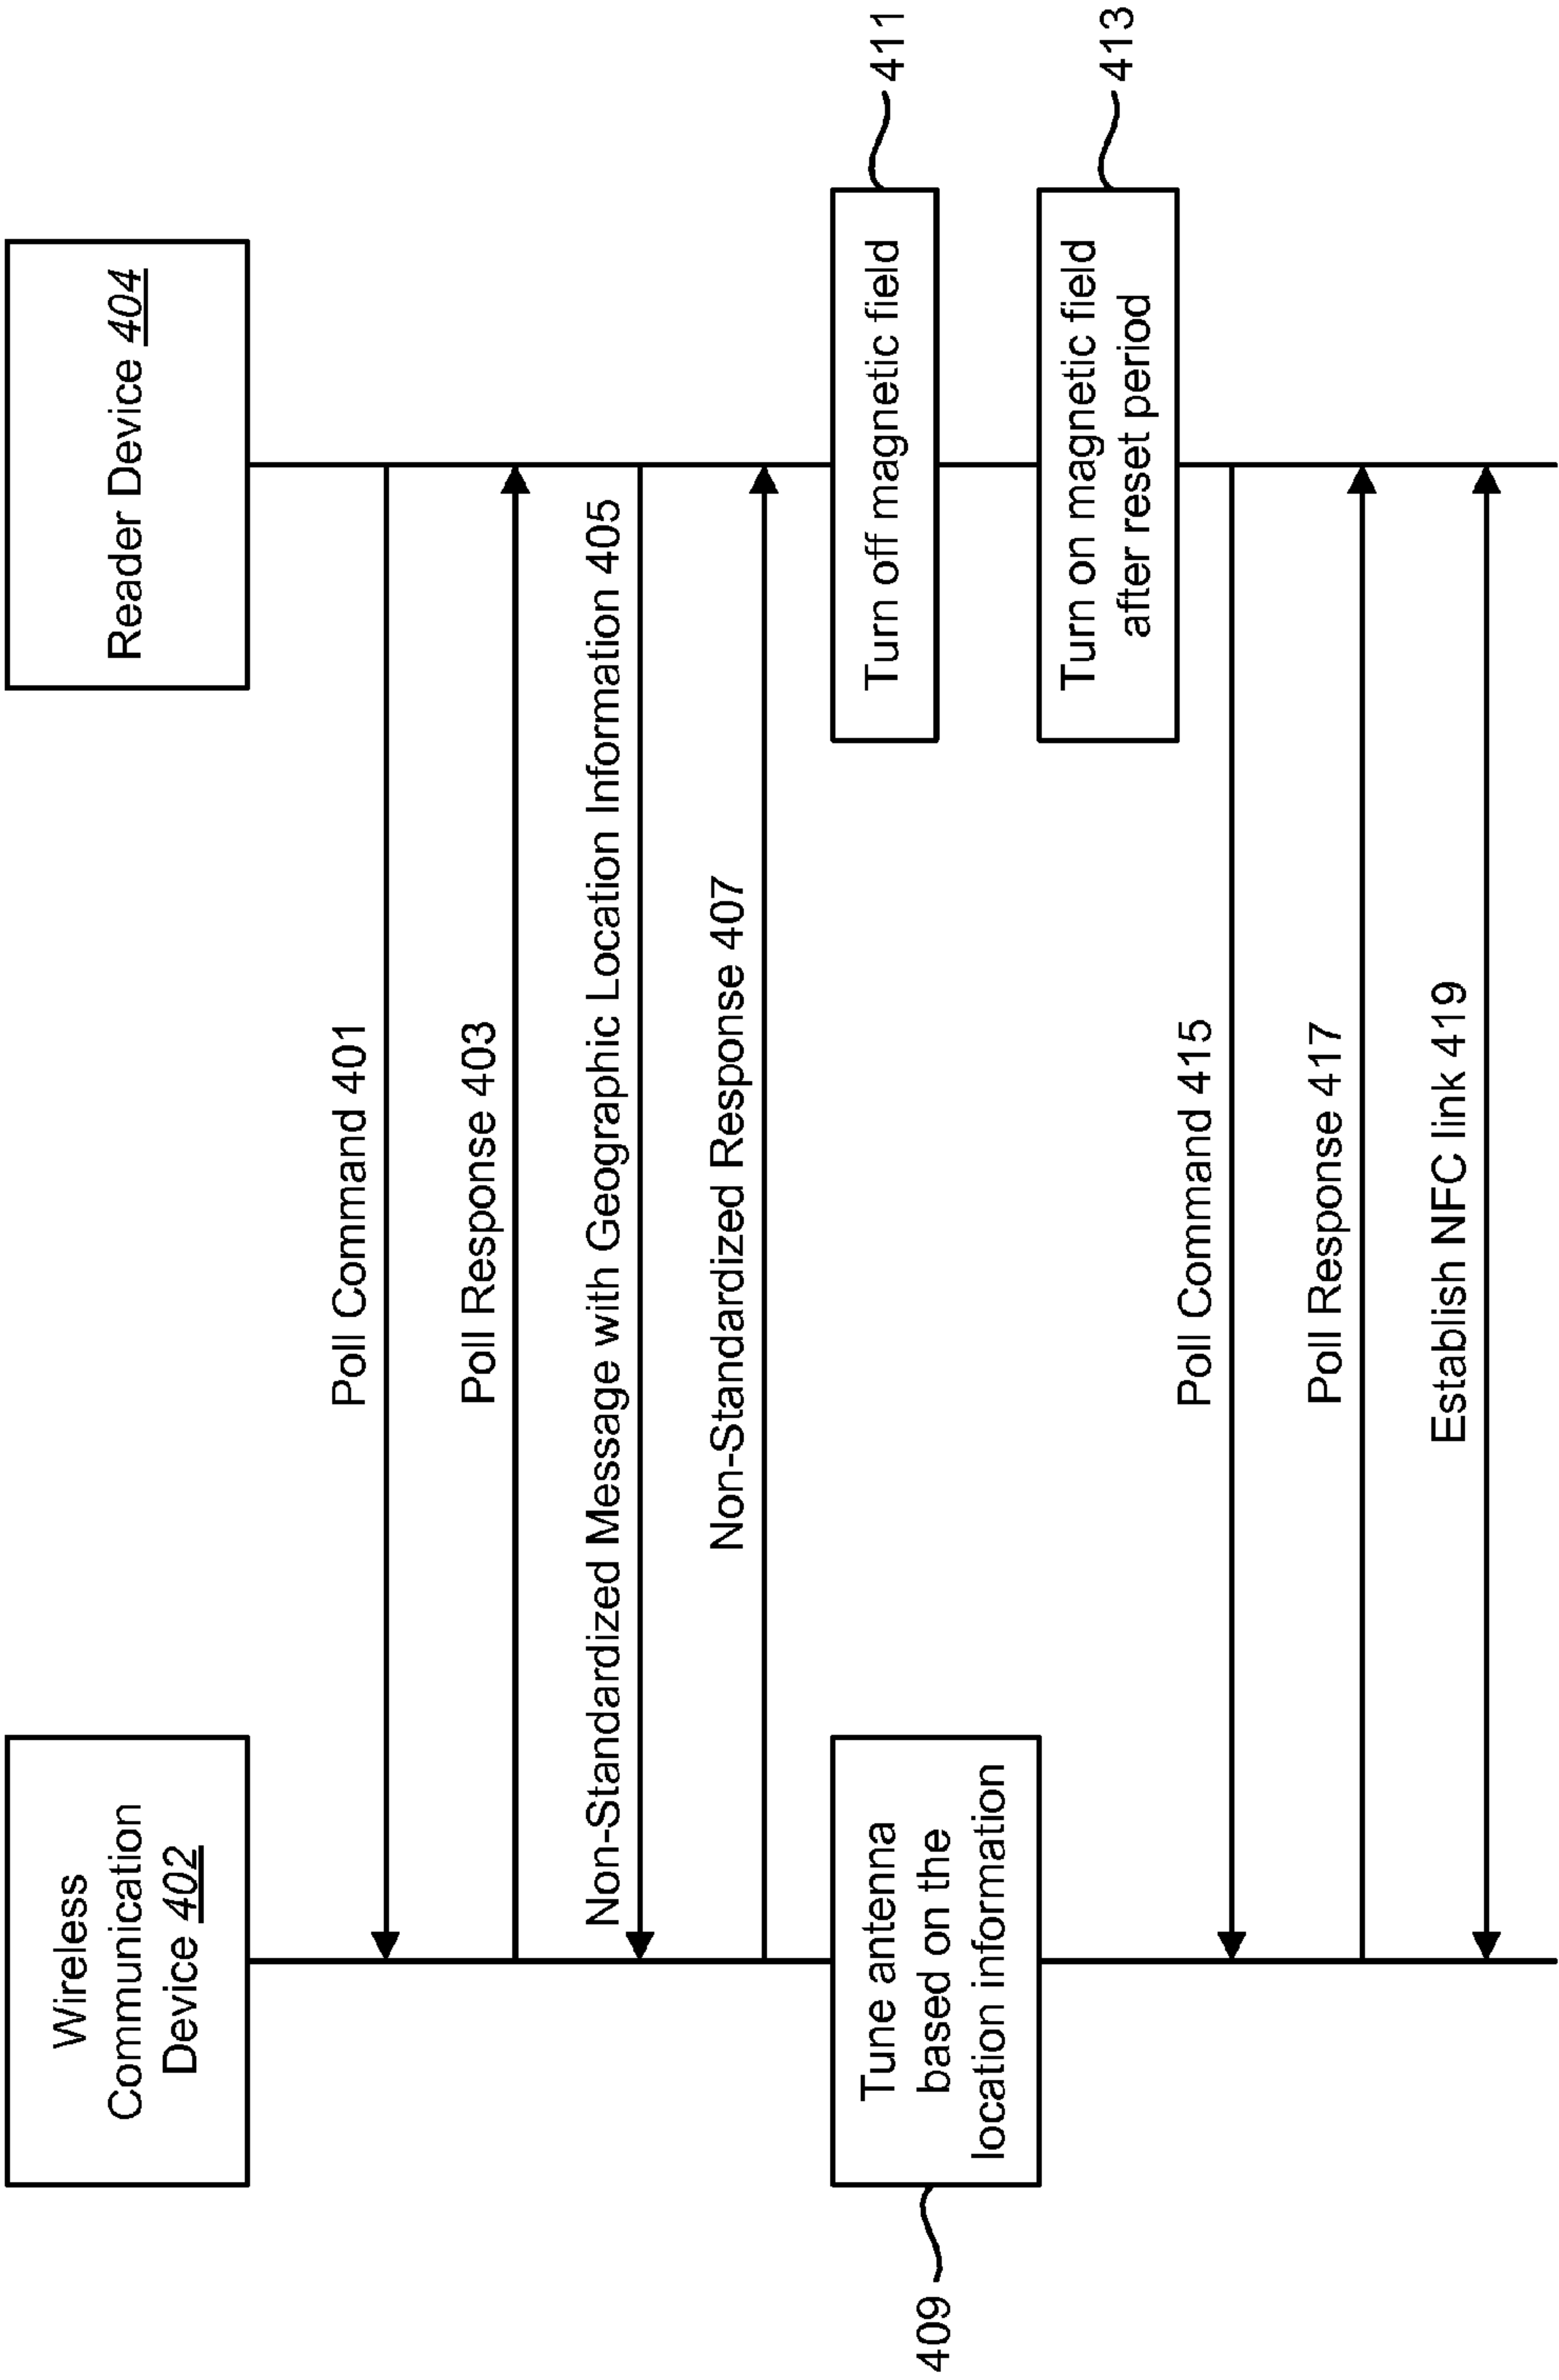 Wireless
Communication
Device 402
Reader Device 404
Poll Command 401
Poll Response 403
Non-Standardized Message with Geographic Location Information 405
Non-Standardized Response 407
409
Tune antenna
based on the
location information
Turn off magnetic field
411
Turn on magnetic field
after reset period
413
Poll Command 415
Poll Response 417
Establish NFC link 419